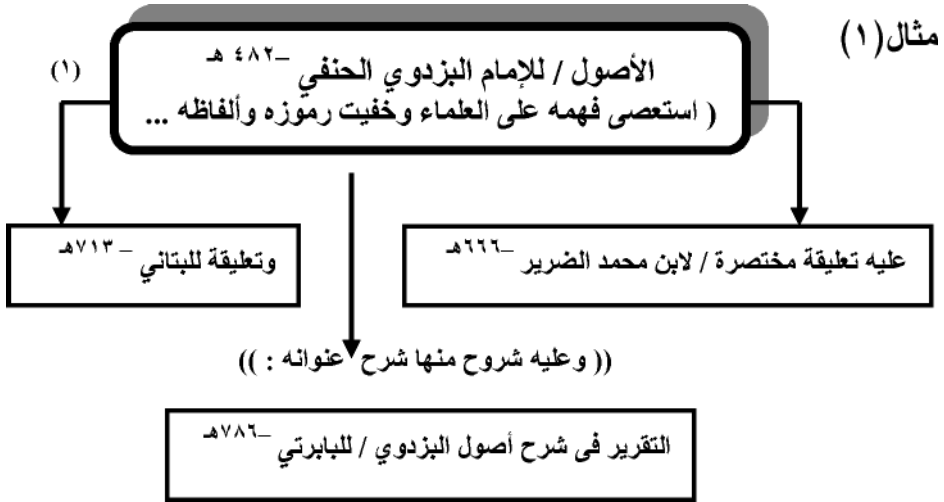 مثال(١)
الأصول / للإمام البزدوي الحنفي –٤٨٢ هـ
(١)
( استعصى فهمه على العلماء وخفيت رموزه وألفاظه ...
عليه تعليقة مختصرة / لابن محمد الضرير –٦٦٦هـ
وتعليقة للبتاني – ٧١٣هـ
(( وعليه شروح منها شرح عنوانه : ))
التقرير فى شرح أصول البزدوي / للبابرتي –٧٨٦هـ